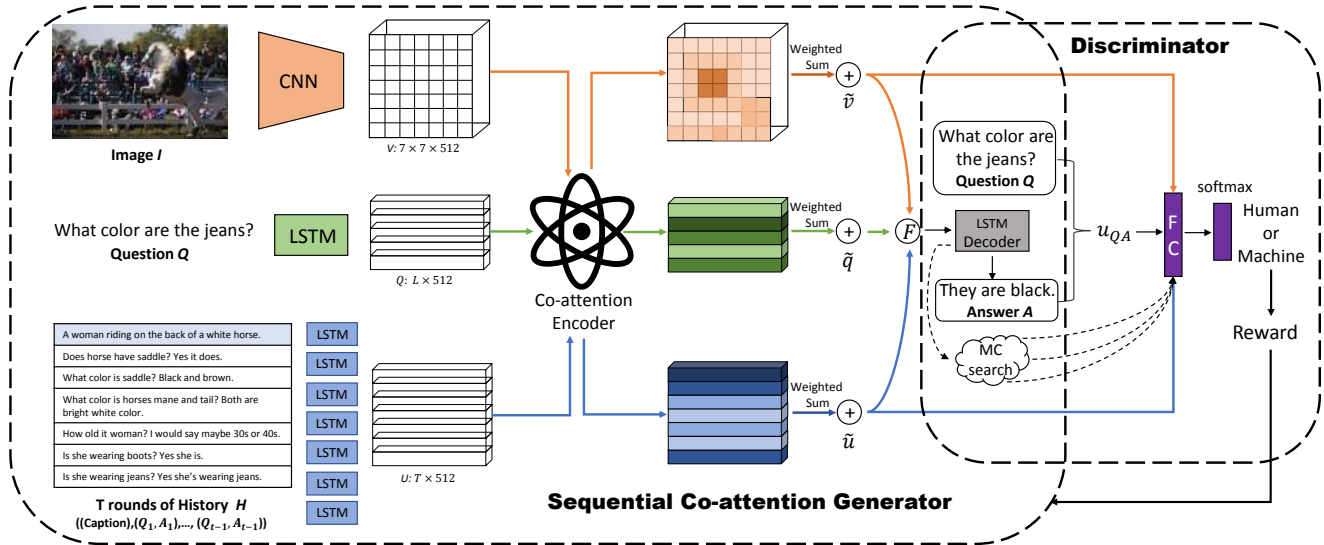 Discriminator
CNN
Image I
V: 7 × 7 × 512
Weighted
Sum
+
ṽ
What color are the jeans?
Question Q
LSTM
Q: L × 512
Co-attention
Encoder
Weighted
Sum
+
q̃
F
LSTM
Decoder
What color are
the jeans?
Question Q
They are black.
Answer A
MC
search
u_QA
F
C
softmax
Human
or
Machine
Reward
A woman riding on the back of a white horse.
Does horse have saddle? Yes it does.
What color is saddle? Black and brown.
What color is horses mane and tail? Both are
bright white color.
How old it woman? I would say maybe 30s or 40s.
Is she wearing boots? Yes she is.
Is she wearing jeans? Yes she's wearing jeans.
T rounds of History H
((Caption),(Q₁, A₁),..., (Qₜ₋₁, Aₜ₋₁))
LSTM
LSTM
LSTM
LSTM
LSTM
LSTM
LSTM
U: T × 512
Weighted
Sum
+
ũ
Sequential Co-attention Generator